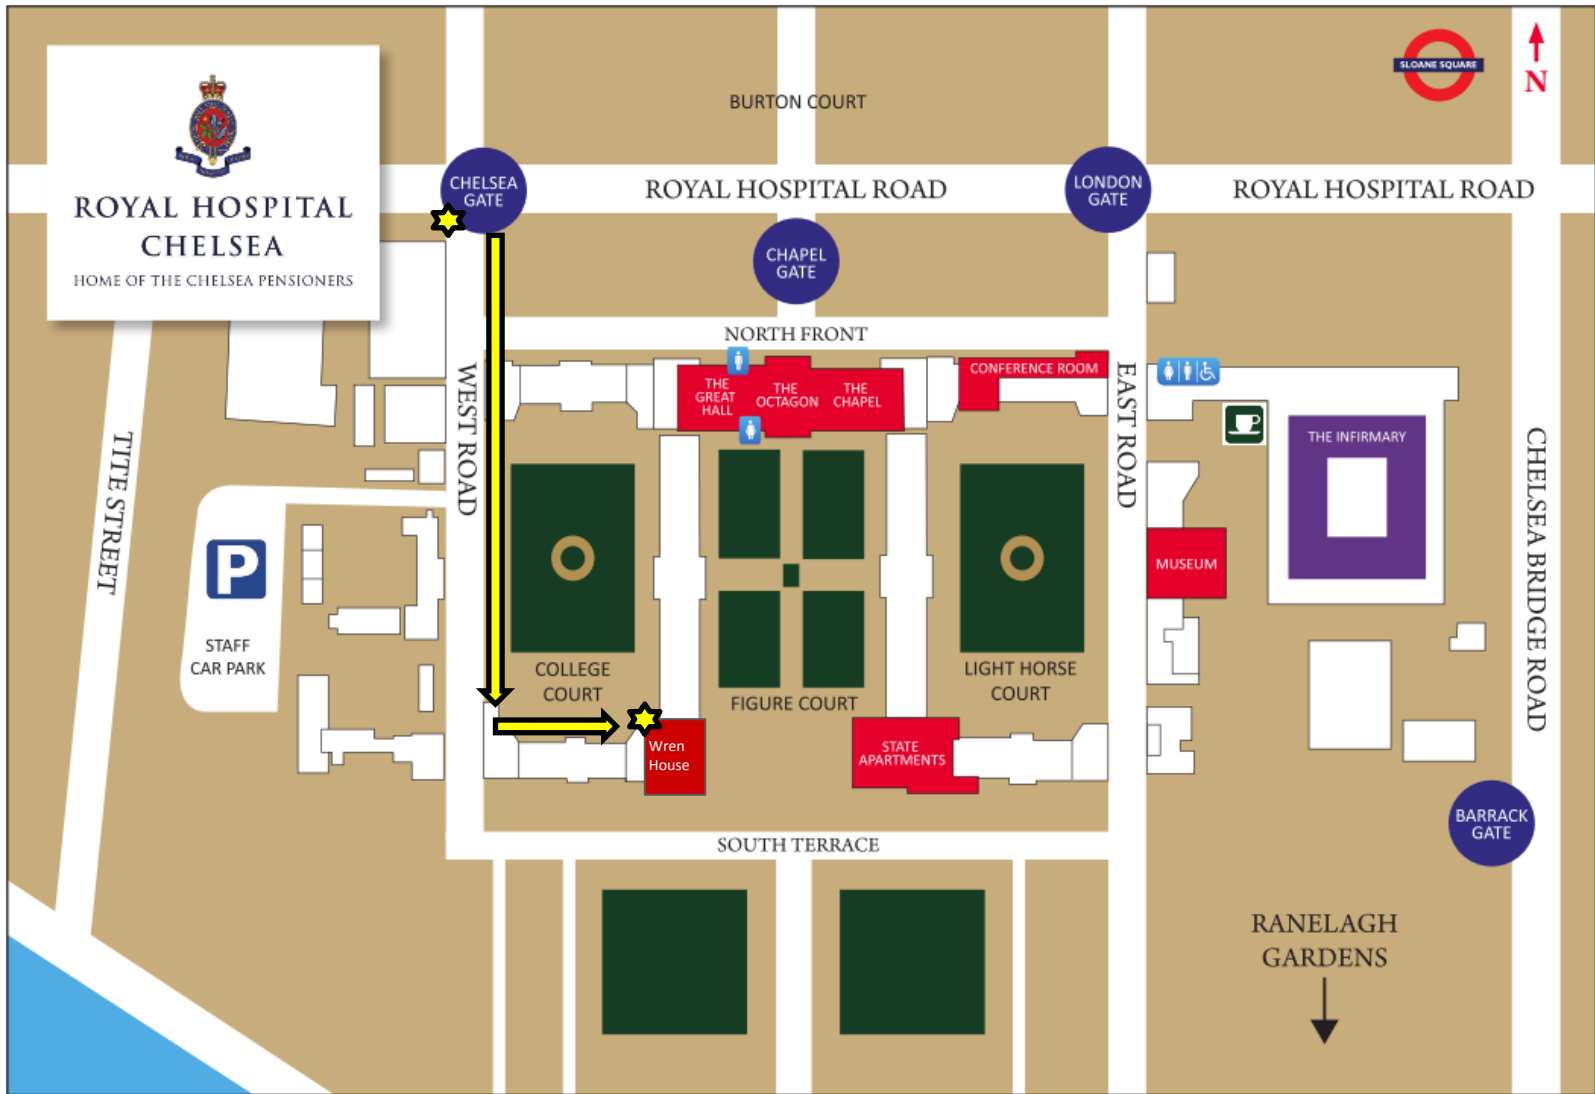 SLOANE SQUARE
N
BURTON COURT
ROYAL HOSPITAL
CHELSEA
HOME OF THE CHELSEA PENSIONERS
CHELSEA
GATE
ROYAL HOSPITAL ROAD
LONDON
GATE
ROYAL HOSPITAL ROAD
CHAPEL
GATE
NORTH FRONT
WEST ROAD
THE
GREAT
HALL
THE
OCTAGON
THE
CHAPEL
CONFERENCE ROOM
EAST ROAD
THE INFIRMARY
TITE STREET
CHELSEA BRIDGE ROAD
P
STAFF
CAR PARK
MUSEUM
COLLEGE
COURT
FIGURE COURT
LIGHT HORSE
COURT
Wren
House
STATE
APARTMENTS
BARRACK
GATE
SOUTH TERRACE
RANELAGH
GARDENS